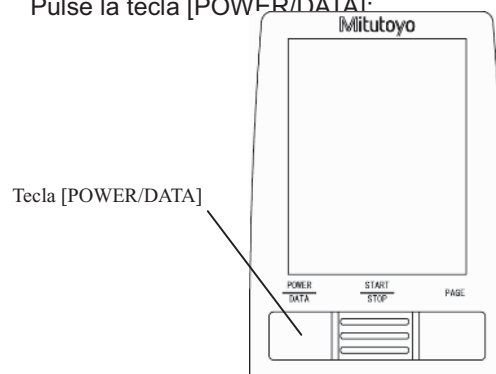 Pulse la tecla [POWER/DATA]:
Mitutoyo
Tecla [POWER/DATA]
POWER
DATA
START
STOP
PAGE